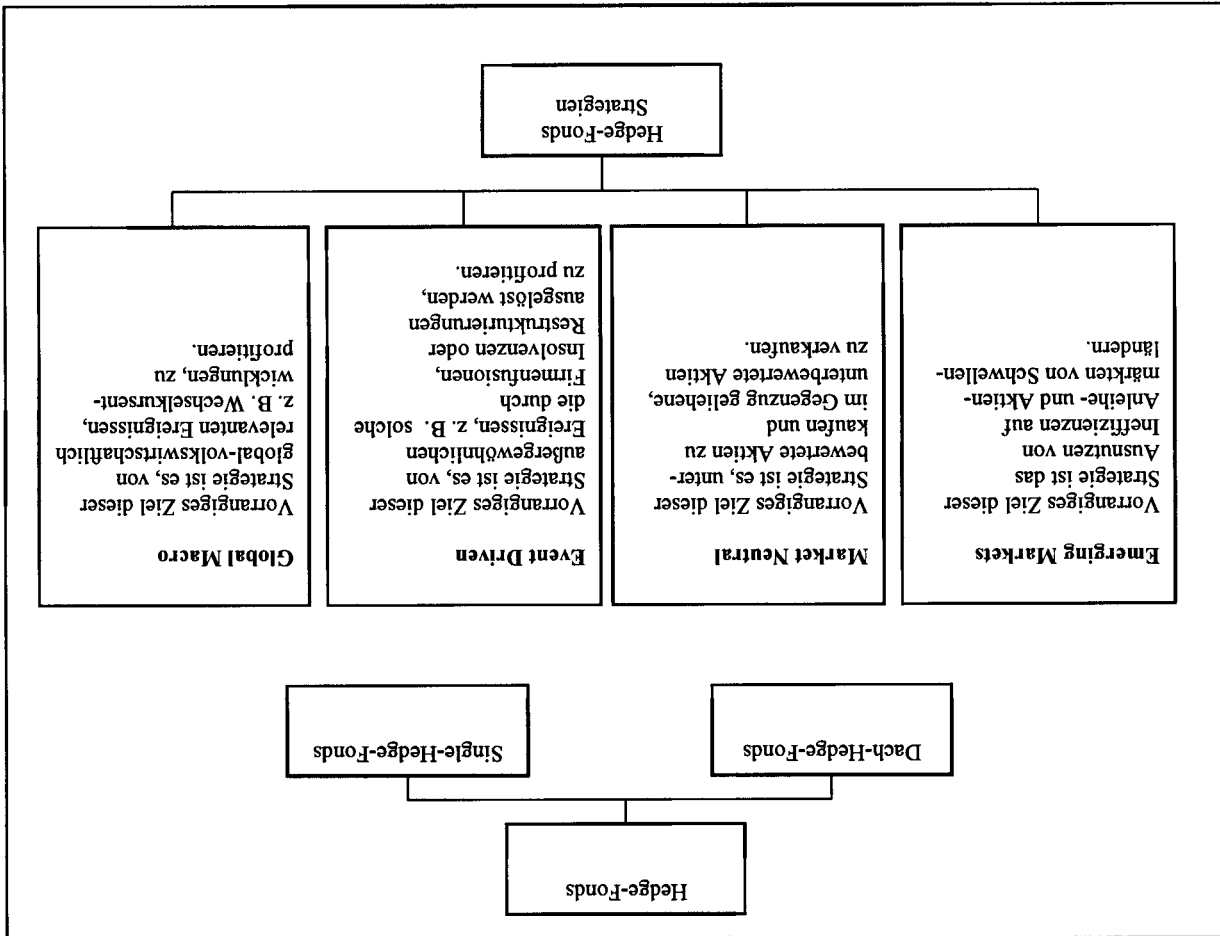 Hedge-Fonds
Dach-Hedge-Fonds
Single-Hedge-Fonds
Emerging Markets
Vorrangiges Ziel dieser
Strategie ist das
Ausnutzen von
Ineffizienzen auf
Anleihe- und Aktien-
märkten von Schwellen-
ländern.
Market Neutral
Vorrangiges Ziel dieser
Strategie ist es, unter-
bewertete Aktien zu
kaufen und
im Gegenzug geliehene,
unterbewertete Aktien
zu verkaufen.
Event Driven
Vorrangiges Ziel dieser
Strategie ist es, von
außergewöhnlichen
Ereignissen, z. B. solche
die durch
Firmenfusionen,
Insolvenzen oder
Restrukturierungen
ausgelöst werden,
zu profitieren.
Global Macro
Vorrangiges Ziel dieser
Strategie ist es, von
global-volkswirtschaftlich
relevanten Ereignissen,
z. B. Wechselkursent-
wicklungen, zu
profitieren.
Hedge-Fonds
Strategien